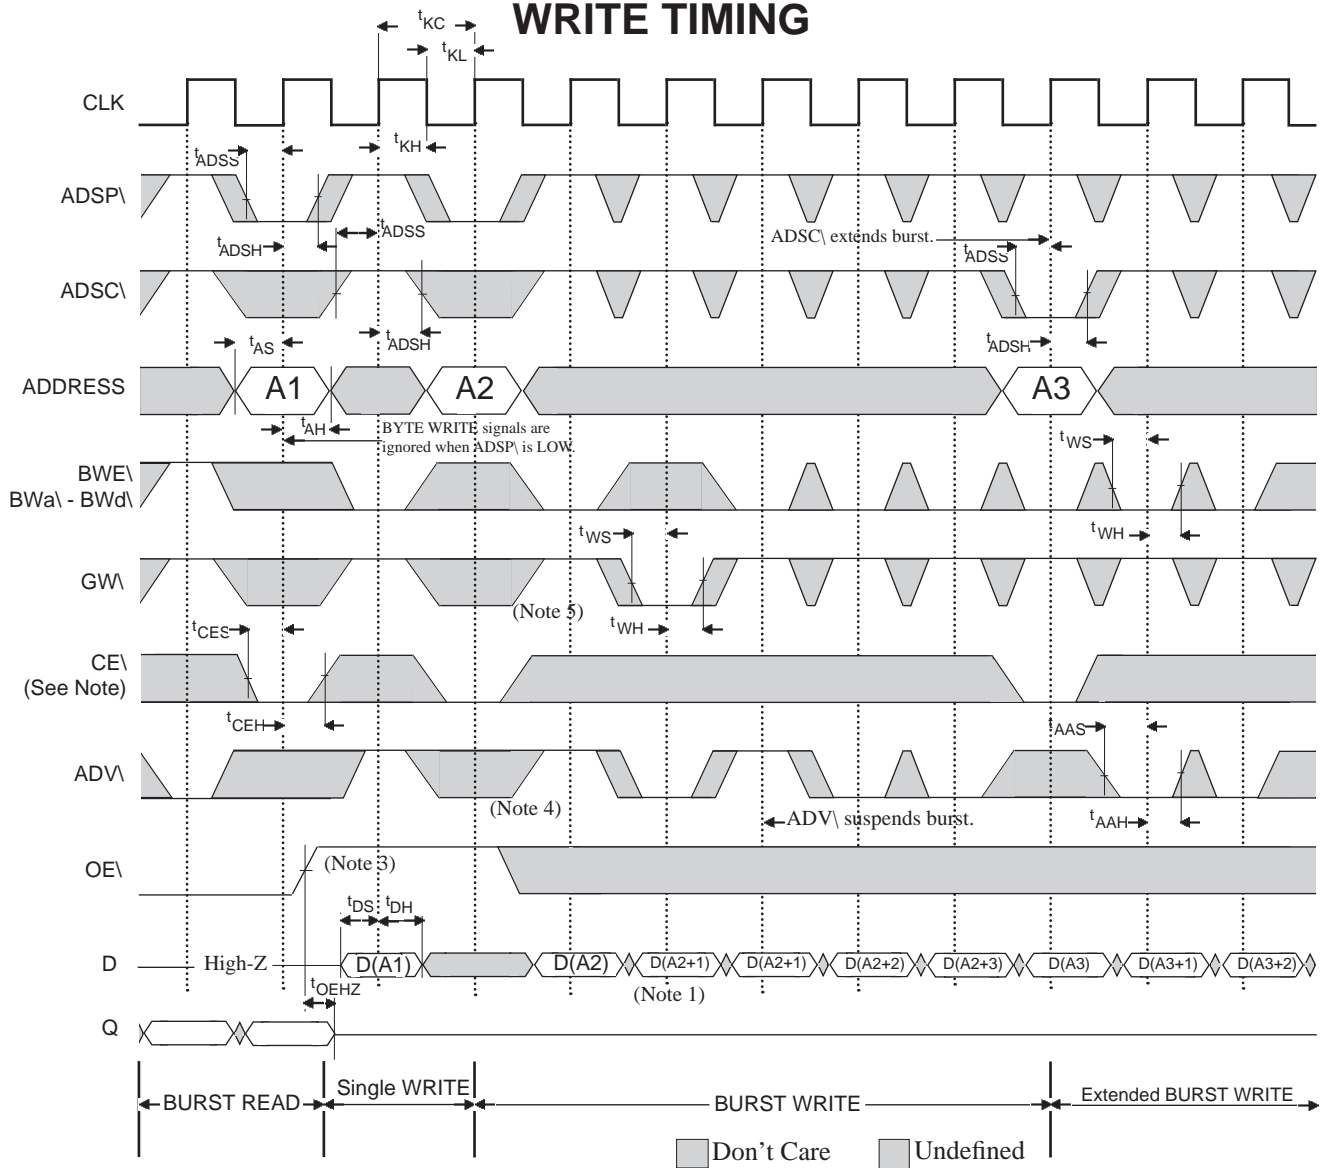 WRITE TIMING
tKC
tKL
CLK
tKH
tADSS
ADSP\
tADSH
tADSS
ADSC\ extends burst.
tADSS
ADSC\
tAS
tADSH
tADSH
ADDRESS
A1
A2
A3
tAH
BYTE WRITE signals are
ignored when ADSP\ is LOW.
tWS
BWE\
BWa\ - BWd\
tWS
tWH
GW\
(Note 5)
tCES
tWH
CE\
(See Note)
tCEH
tAAS
ADV\
(Note 4)
ADV\ suspends burst.
tAAH
OE\
(Note 3)
tDS
tDH
D
High-Z
D(A1)
D(A2)
D(A2+1)
D(A2+1)
D(A2+2)
D(A2+3)
D(A3)
D(A3+1)
D(A3+2)
tOEHZ
(Note 1)
Q
BURST READ
Single WRITE
BURST WRITE
Extended BURST WRITE
Don't Care
Undefined